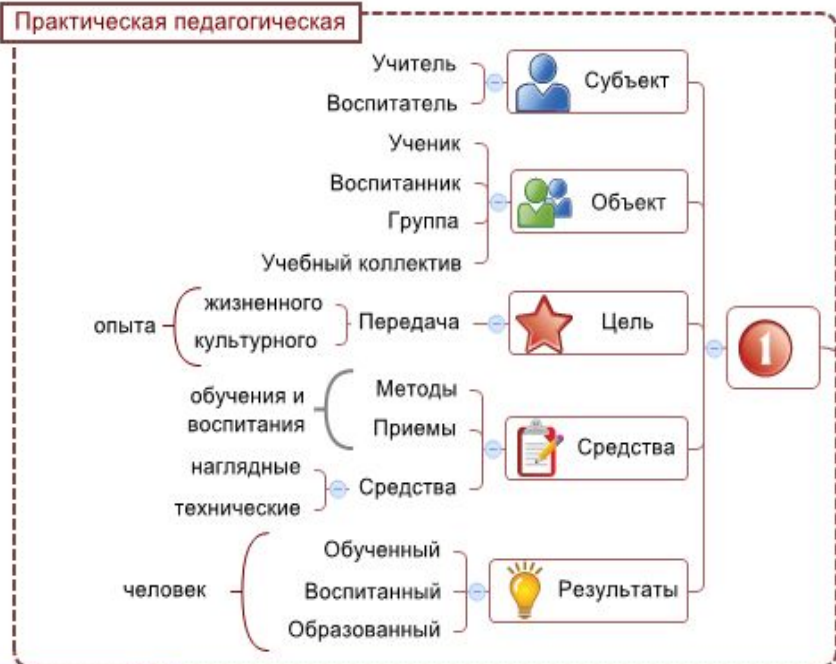 Практическая педагогическая
Учитель
Субъект
Воспитатель
Ученик
Воспитанник
Объект
Группа
Учебный коллектив
жизненного
опыта
Передача
Цель
культурного
1
обучения и
воспитания
Методы
Приемы
Средства
наглядные
Средства
технические
Обученный
человек
Воспитанный
Результаты
Образованный